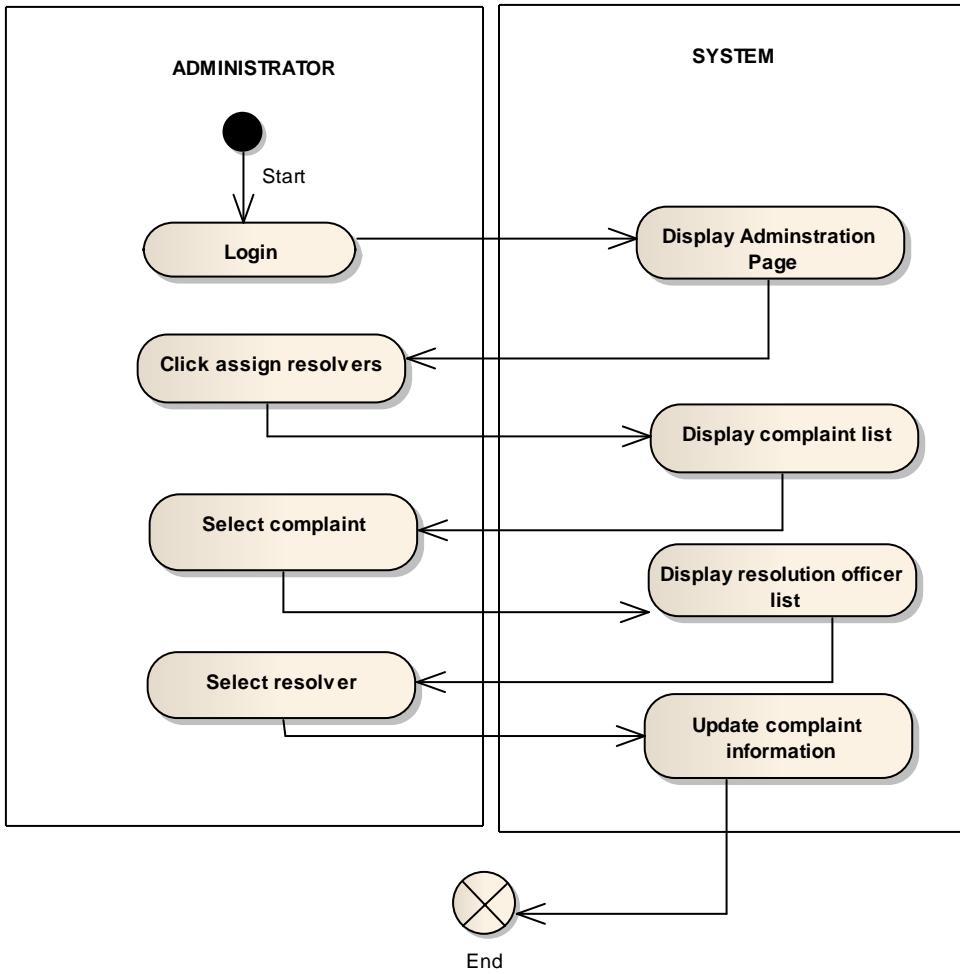 ADMINISTRATOR
SYSTEM
Start
Login
Display Adminstration
Page
Click assign resolvers
Display complaint list
Select complaint
Display resolution officer
list
Select resolver
Update complaint
information
End